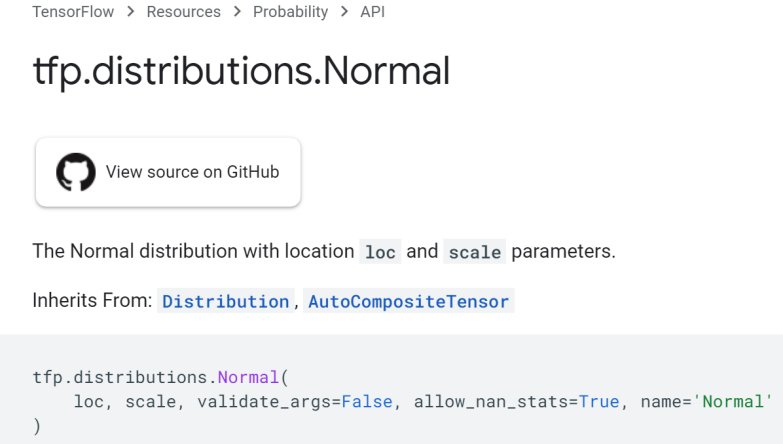 TensorFlow > Resources > Probability > API
tfp.distributions.Normal
View source on GitHub
The Normal distribution with location loc and scale parameters.
Inherits From: Distribution, AutoCompositeTensor
tfp.distributions.Normal(
    loc, scale, validate_args=False, allow_nan_stats=True, name='Normal'
)